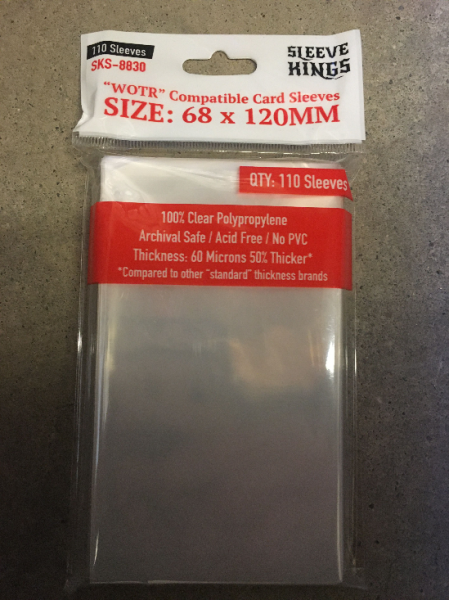 110 Sleeves
SKS-8830
SLEEVE
KINGS
"WOTR" Compatible Card Sleeves
SIZE: 68 x 120MM
QTY: 110 Sleeves
100% Clear Polypropylene
Archival Safe / Acid Free / No PVC
Thickness: 60 Microns 50% Thicker*
*Compared to other "standard" thickness brands